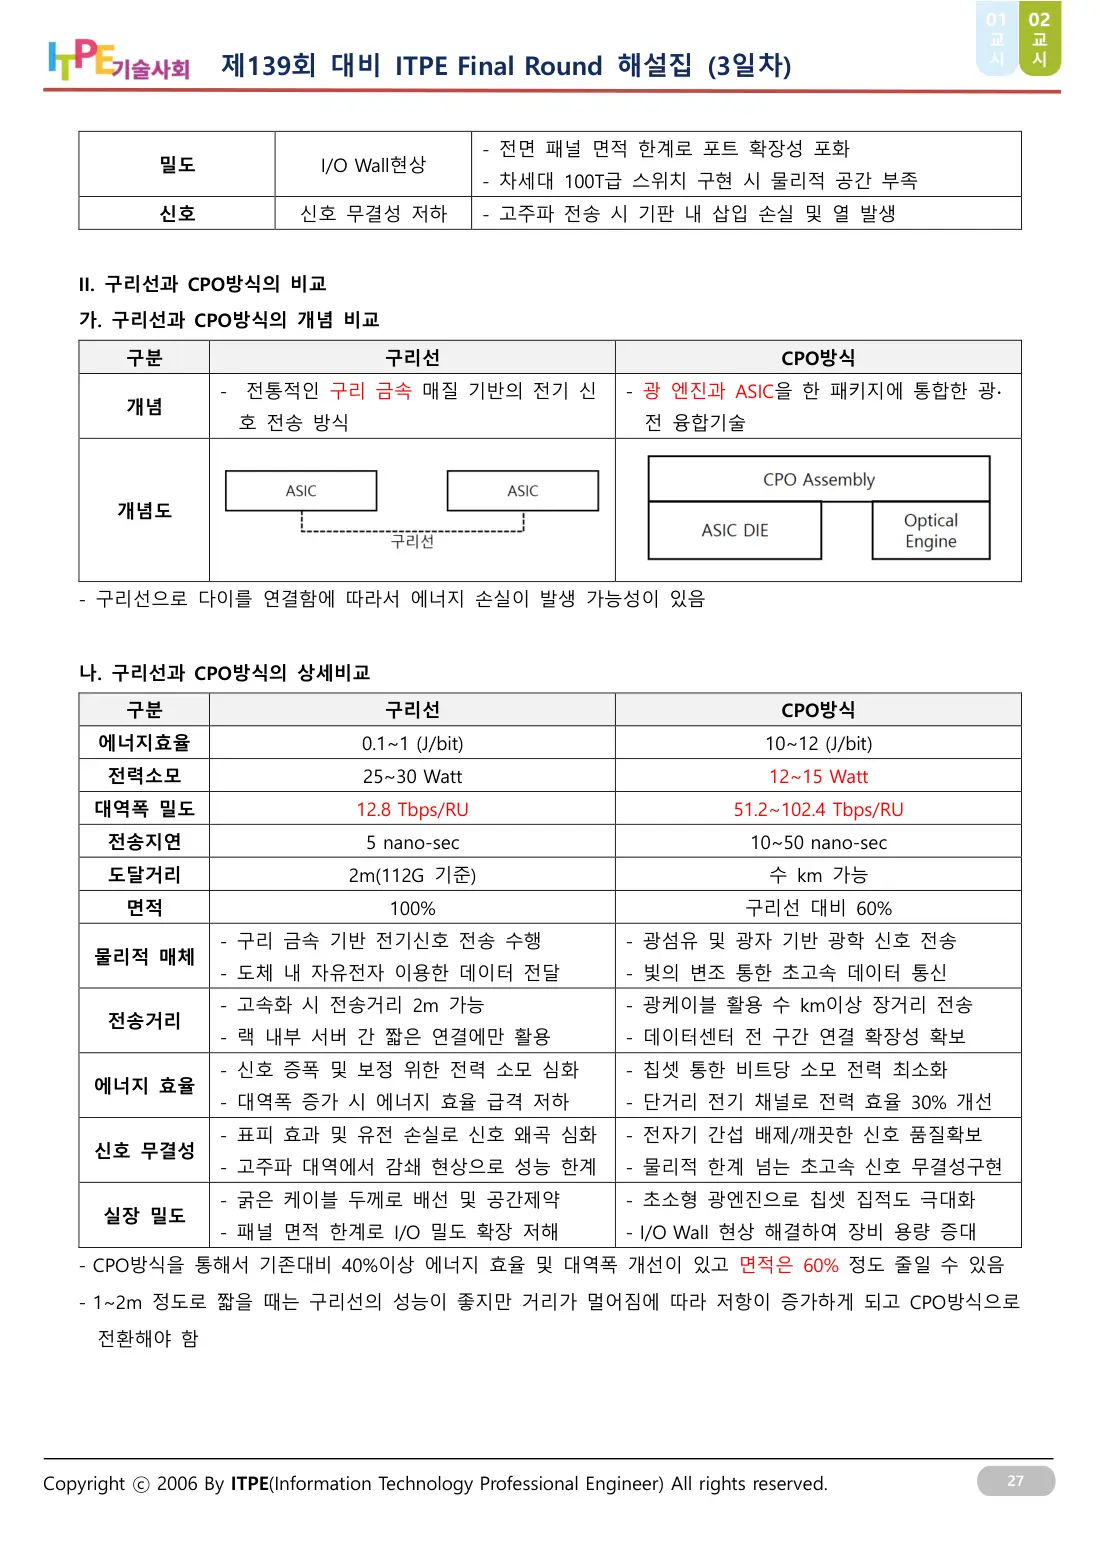 01
교
시
02
교
시
ITPE기술사회 제139회 대비 ITPE Final Round 해설집 (3일차)
밀도 I/O Wall현상
- 전면 패널 면적 한계로 포트 확장성 포화
- 차세대 100T급 스위치 구현 시 물리적 공간 부족
신호 신호 무결성 저하 - 고주파 전송 시 기판 내 삽입 손실 및 열 발생
II. 구리선과 CPO방식의 비교
가. 구리선과 CPO방식의 개념 비교
구분 구리선 CPO방식
개념
- 전통적인 구리 금속 매질 기반의 전기 신
호 전송 방식
- 광 엔진과 ASIC을 한 패키지에 통합한 광·
전 융합기술
개념도
ASIC ASIC
구리선
CPO Assembly
ASIC DIE
Optical
Engine
- 구리선으로 다이를 연결함에 따라서 에너지 손실이 발생 가능성이 있음
나. 구리선과 CPO방식의 상세비교
구분 구리선 CPO방식
에너지효율 0.1~1 (J/bit) 10~12 (J/bit)
전력소모 25~30 Watt 12~15 Watt
대역폭 밀도 12.8 Tbps/RU 51.2~102.4 Tbps/RU
전송지연 5 nano-sec 10~50 nano-sec
도달거리 2m(112G 기준) 수 km 가능
면적 100% 구리선 대비 60%
물리적 매체
- 구리 금속 기반 전기신호 전송 수행
- 도체 내 자유전자 이용한 데이터 전달
- 광섬유 및 광자 기반 광학 신호 전송
- 빛의 변조 통한 초고속 데이터 통신
전송거리
- 고속화 시 전송거리 2m 가능
- 랙 내부 서버 간 짧은 연결에만 활용
- 광케이블 활용 수 km이상 장거리 전송
- 데이터센터 전 구간 연결 확장성 확보
에너지 효율
- 신호 증폭 및 보정 위한 전력 소모 심화
- 대역폭 증가 시 에너지 효율 급격 저하
- 칩셋 통한 비트당 소모 전력 최소화
- 단거리 전기 채널로 전력 효율 30% 개선
신호 무결성
- 표피 효과 및 유전 손실로 신호 왜곡 심화
- 고주파 대역에서 감쇄 현상으로 성능 한계
- 전자기 간섭 배제/깨끗한 신호 품질확보
- 물리적 한계 넘는 초고속 신호 무결성구현
실장 밀도
- 굵은 케이블 두께로 배선 및 공간제약
- 패널 면적 한계로 I/O 밀도 확장 저해
- 초소형 광엔진으로 칩셋 집적도 극대화
- I/O Wall 현상 해결하여 장비 용량 증대
- CPO방식을 통해서 기존대비 40%이상 에너지 효율 및 대역폭 개선이 있고 면적은 60% 정도 줄일 수 있음
- 1~2m 정도로 짧을 때는 구리선의 성능이 좋지만 거리가 멀어짐에 따라 저항이 증가하게 되고 CPO방식으로
전환해야 함
Copyright ⓒ 2006 By ITPE(Information Technology Professional Engineer) All rights reserved.
27